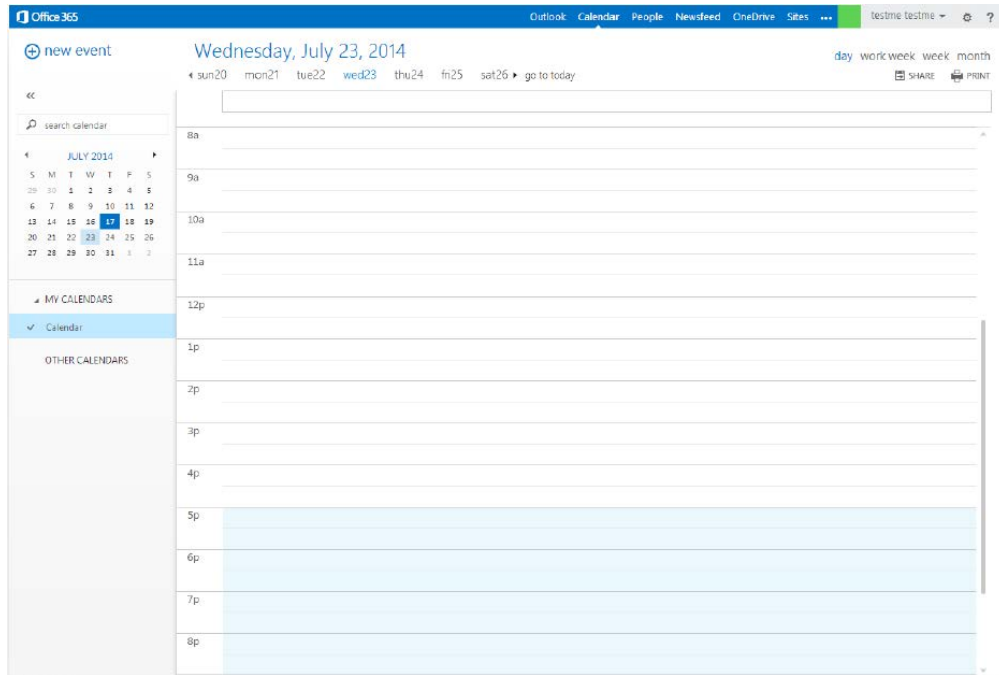 Office 365 Outlook Calendar People Newsfeed OneDrive Sites ••• testme testme ?
new event
Wednesday, July 23, 2014
day work week week month
sun20 mon21 tue22 wed23 thu24 fri25 sat26 go to today
SHARE PRINT
search calendar
JULY 2014
S M T W T F S
29 30 1 2 3 4 5
6 7 8 9 10 11 12
13 14 15 16 17 18 19
20 21 22 23 24 25 26
27 28 29 30 31 1 2
MY CALENDARS
Calendar
OTHER CALENDARS
8a
9a
10a
11a
12p
1p
2p
3p
4p
5p
6p
7p
8p